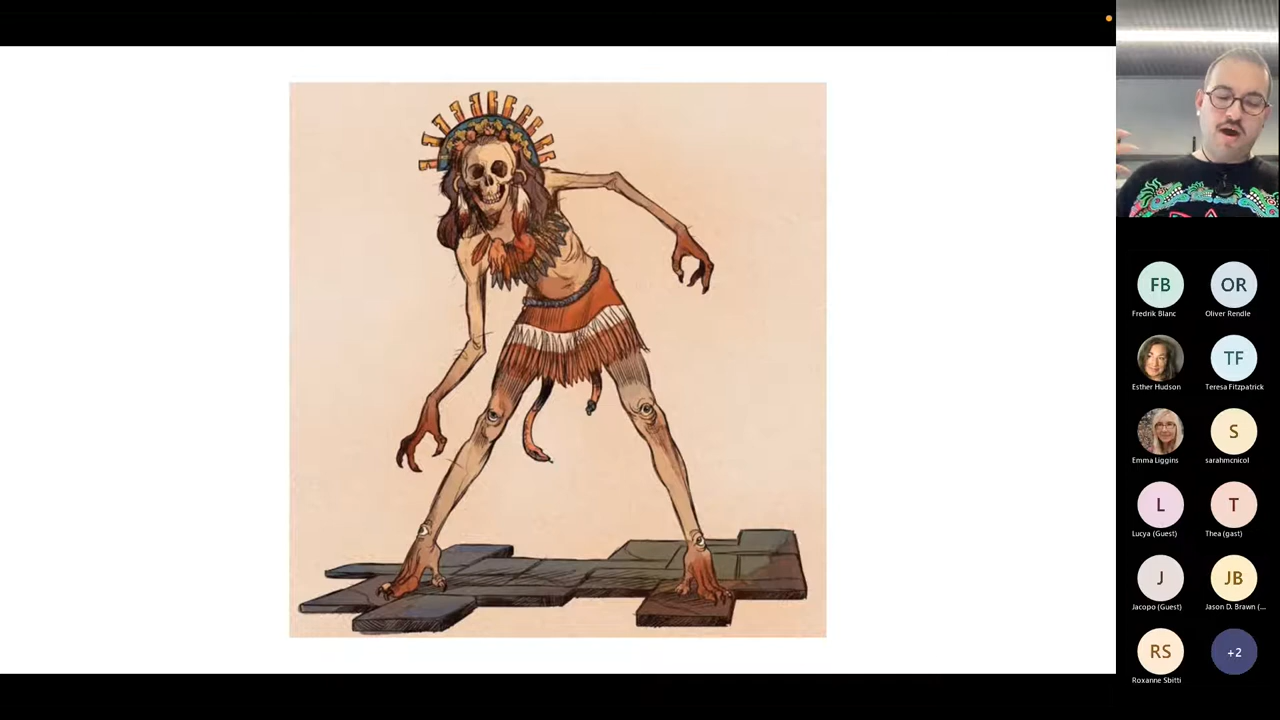 FB
OR
Fredrik Blanc
Oliver Rendle
TF
Esther Hudson
Teresa Fitzpatrick
S
Emma Liggins
sarahmcnicol
L
T
Lucya (Guest)
Thea (gast)
J
JB
Jacopo (Guest)
Jason D. Brawn (...
RS
+2
Roxanne Sbitti